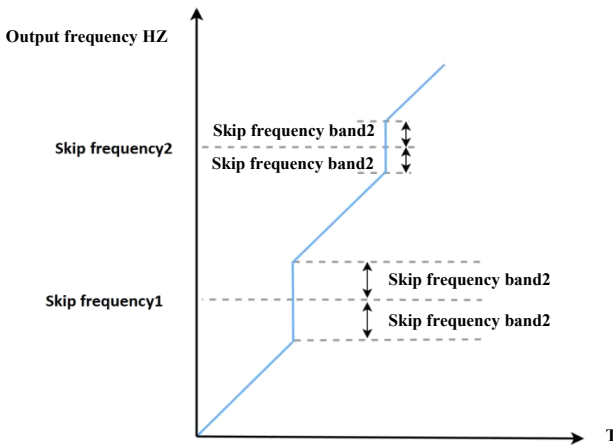 Output frequency HZ
Skip frequency band2
Skip frequency2
Skip frequency band2
Skip frequency band2
Skip frequency1
Skip frequency band2
T